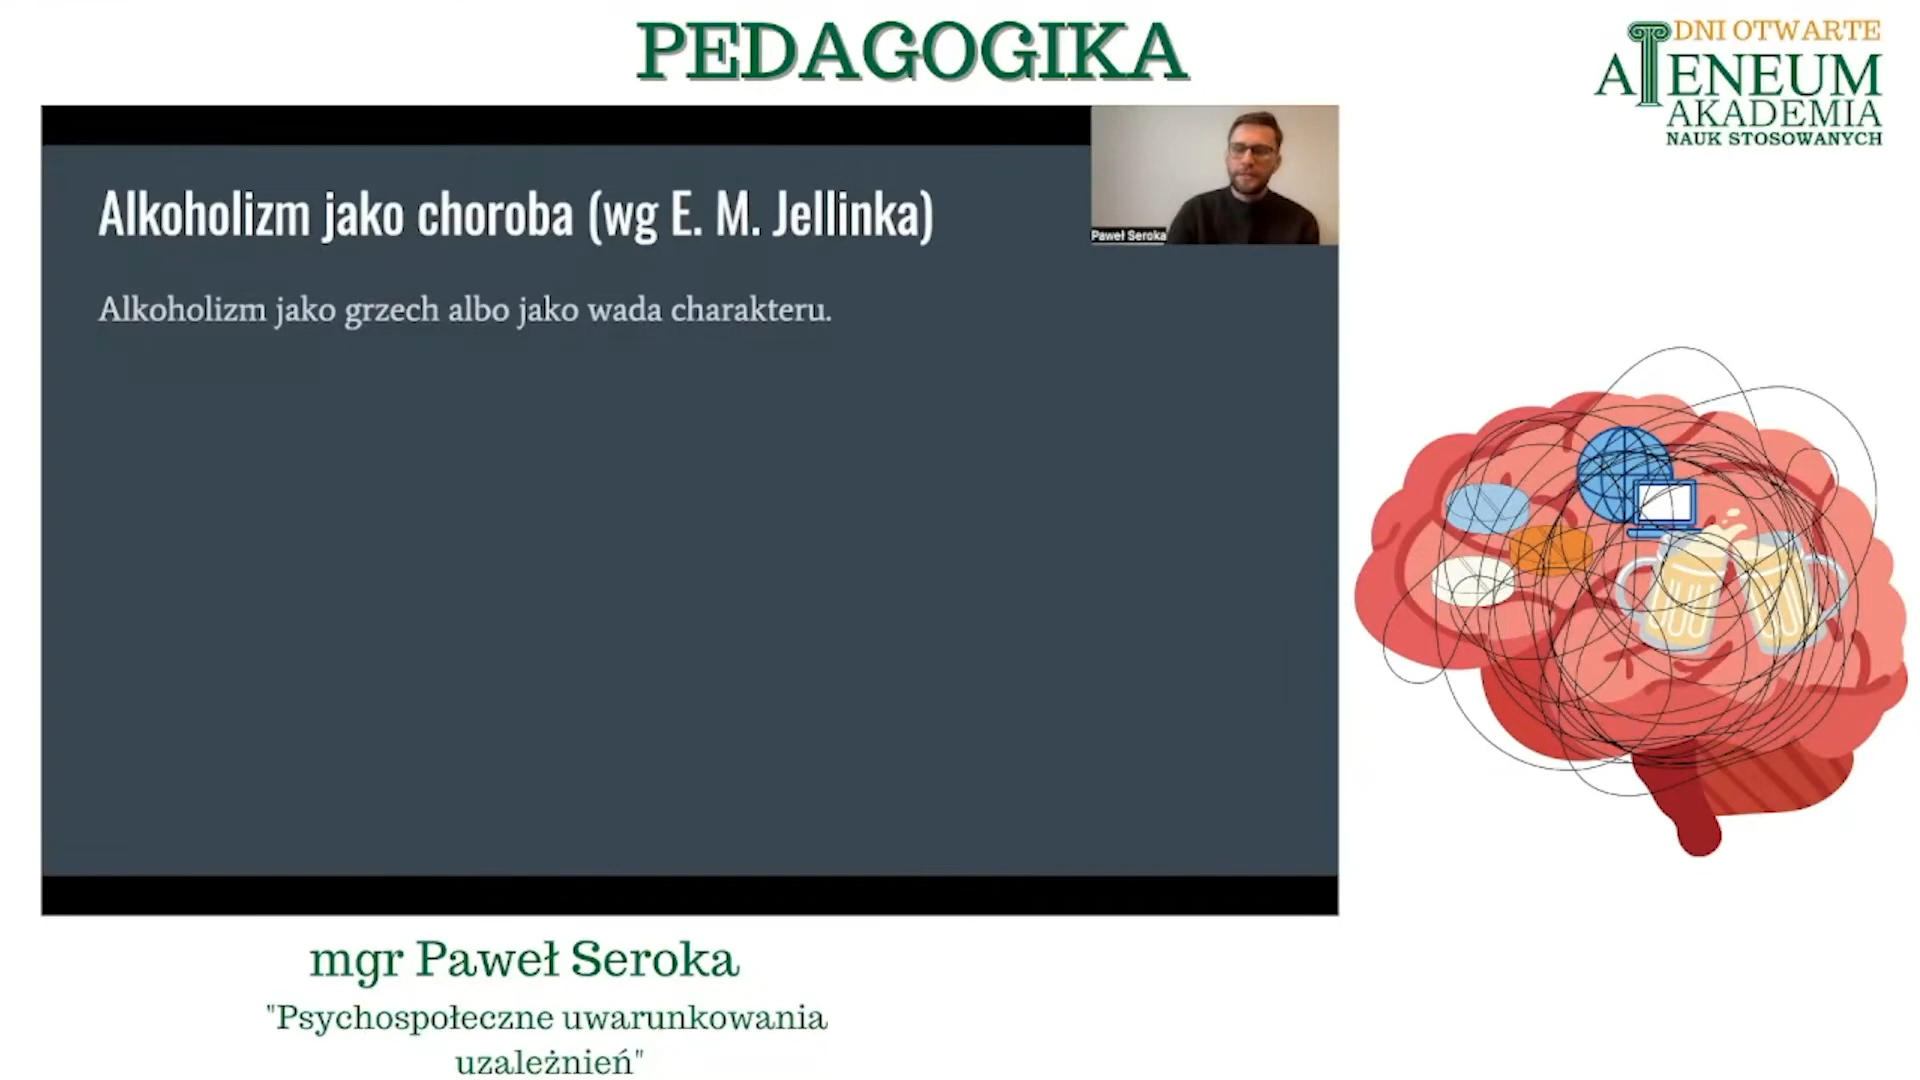 PEDAGOGIKA
DNI OTWARTE
ATENEUM
AKADEMIA
NAUK STOSOWANYCH
Alkoholizm jako choroba (wg E. M. Jellinka)
Paweł Seroka
Alkoholizm jako grzech albo jako wada charakteru.
mgr Paweł Seroka
"Psychospołeczne uwarunkowania
uzależnień"